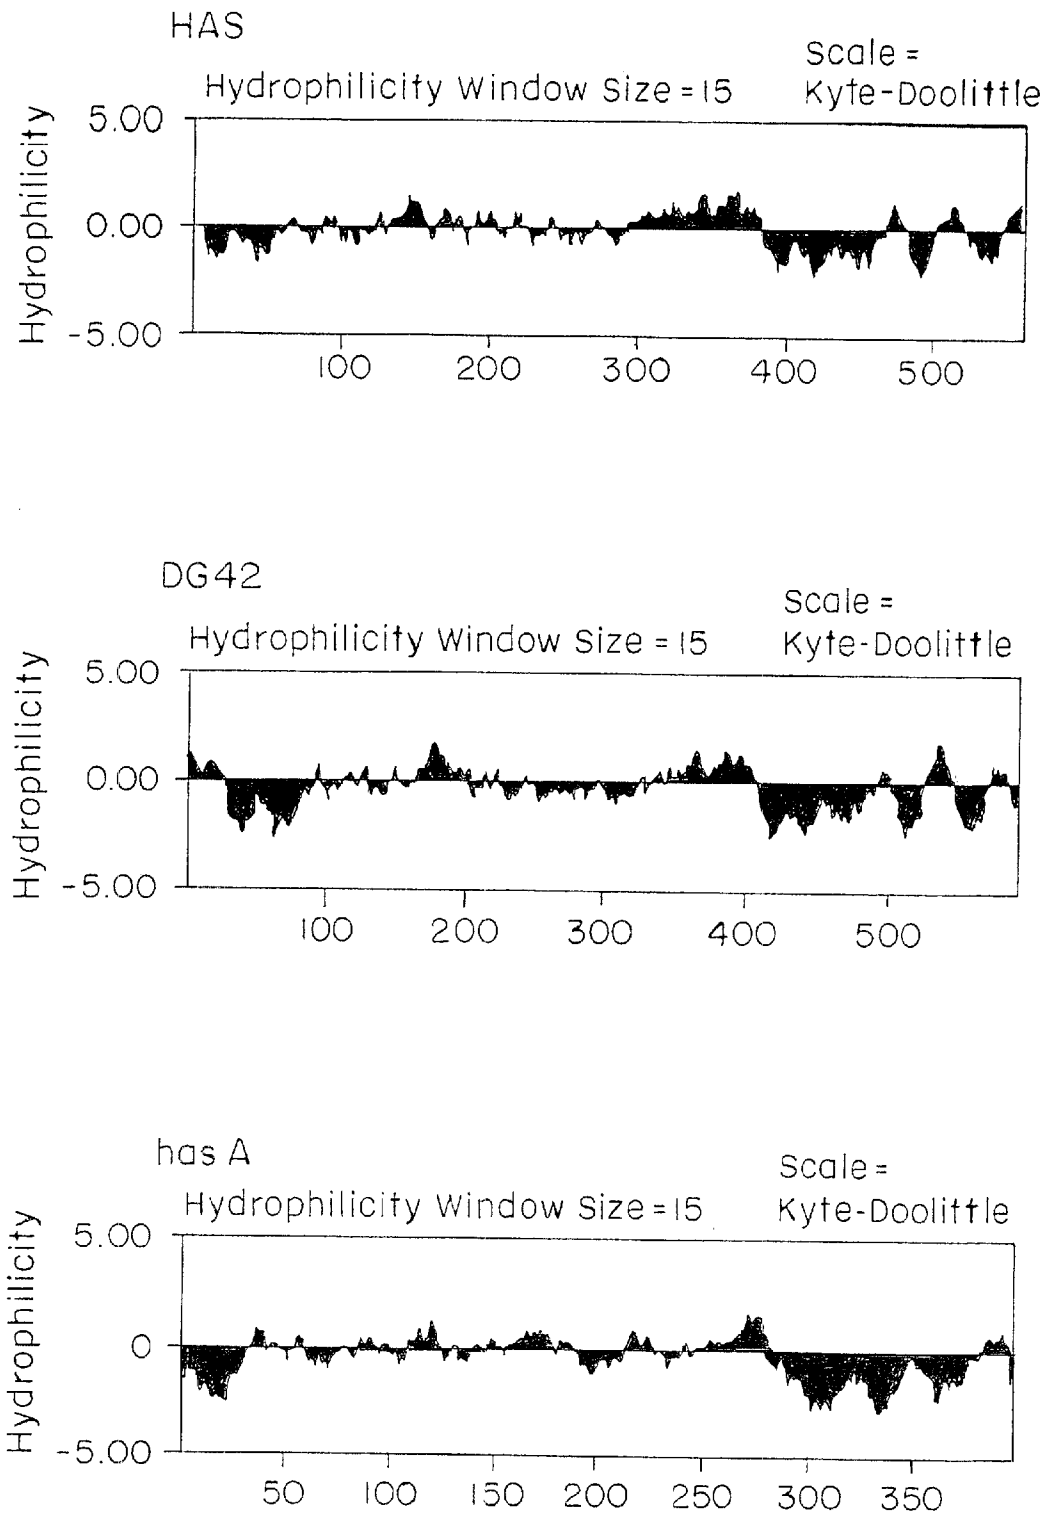 HAS
Hydrophilicity Window Size = 15
Scale =
Kyte-Doolittle
Hydrophilicity
5.00
0.00
-5.00
100 200 300 400 500
DG42
Hydrophilicity Window Size = 15
Scale =
Kyte-Doolittle
Hydrophilicity
5.00
0.00
-5.00
100 200 300 400 500
has A
Hydrophilicity Window Size = 15
Scale =
Kyte-Doolittle
Hydrophilicity
5.00
0
-5.00
50 100 150 200 250 300 350